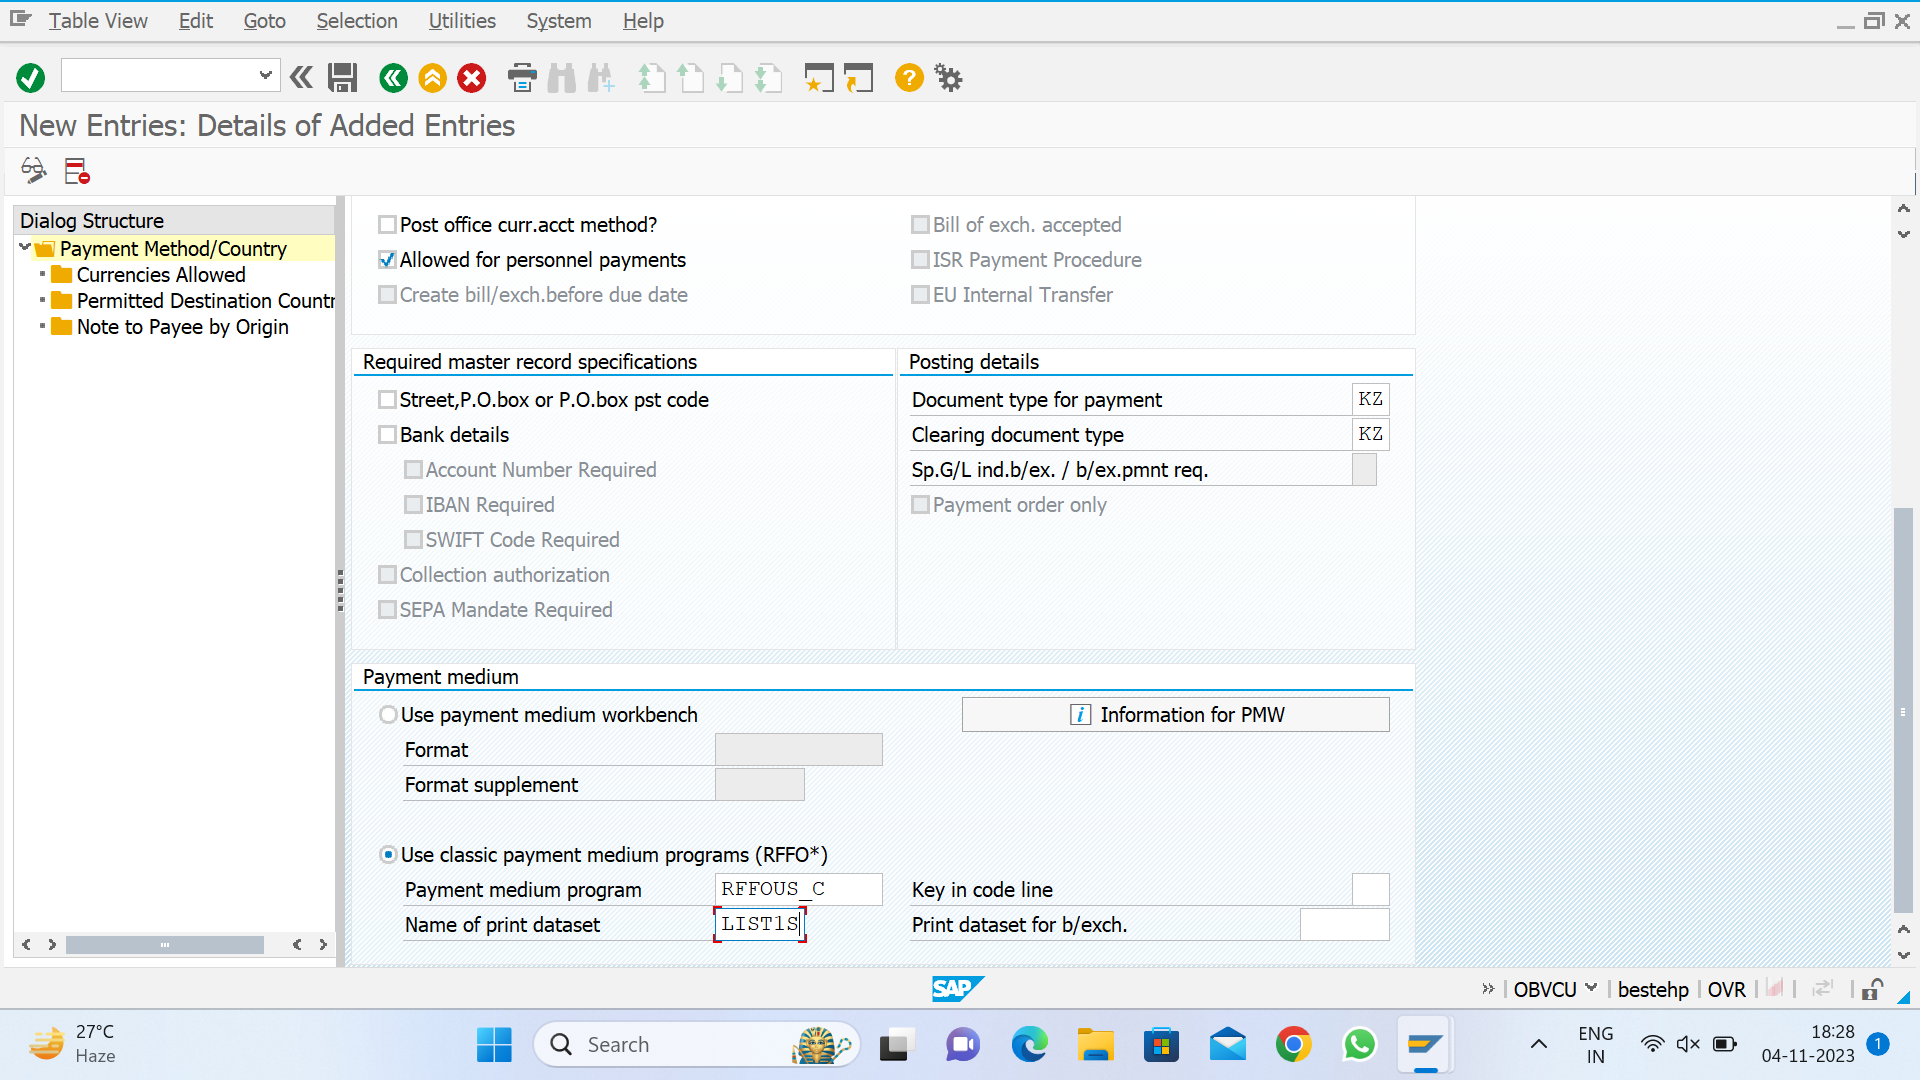 Table View Edit Goto Selection Utilities System Help
New Entries: Details of Added Entries
Dialog Structure
Payment Method/Country
Currencies Allowed
Permitted Destination Countr
Note to Payee by Origin
Post office curr.acct method?
Bill of exch. accepted
Allowed for personnel payments
ISR Payment Procedure
Create bill/exch.before due date
EU Internal Transfer
Required master record specifications
Street,P.O.box or P.O.box pst code
Bank details
Account Number Required
IBAN Required
SWIFT Code Required
Collection authorization
SEPA Mandate Required
Posting details
Document type for payment KZ
Clearing document type KZ
Sp.G/L ind.b/ex. / b/ex.pmnt req.
Payment order only
Payment medium
Use payment medium workbench
i Information for PMW
Format
Format supplement
Use classic payment medium programs (RFFO*)
Payment medium program RFFOUS_C Key in code line
Name of print dataset LIST1S Print dataset for b/exch.
SAP
OBVCU bestehp OVR
27°C
Haze
Search
ENG
IN
18:28
04-11-2023
1